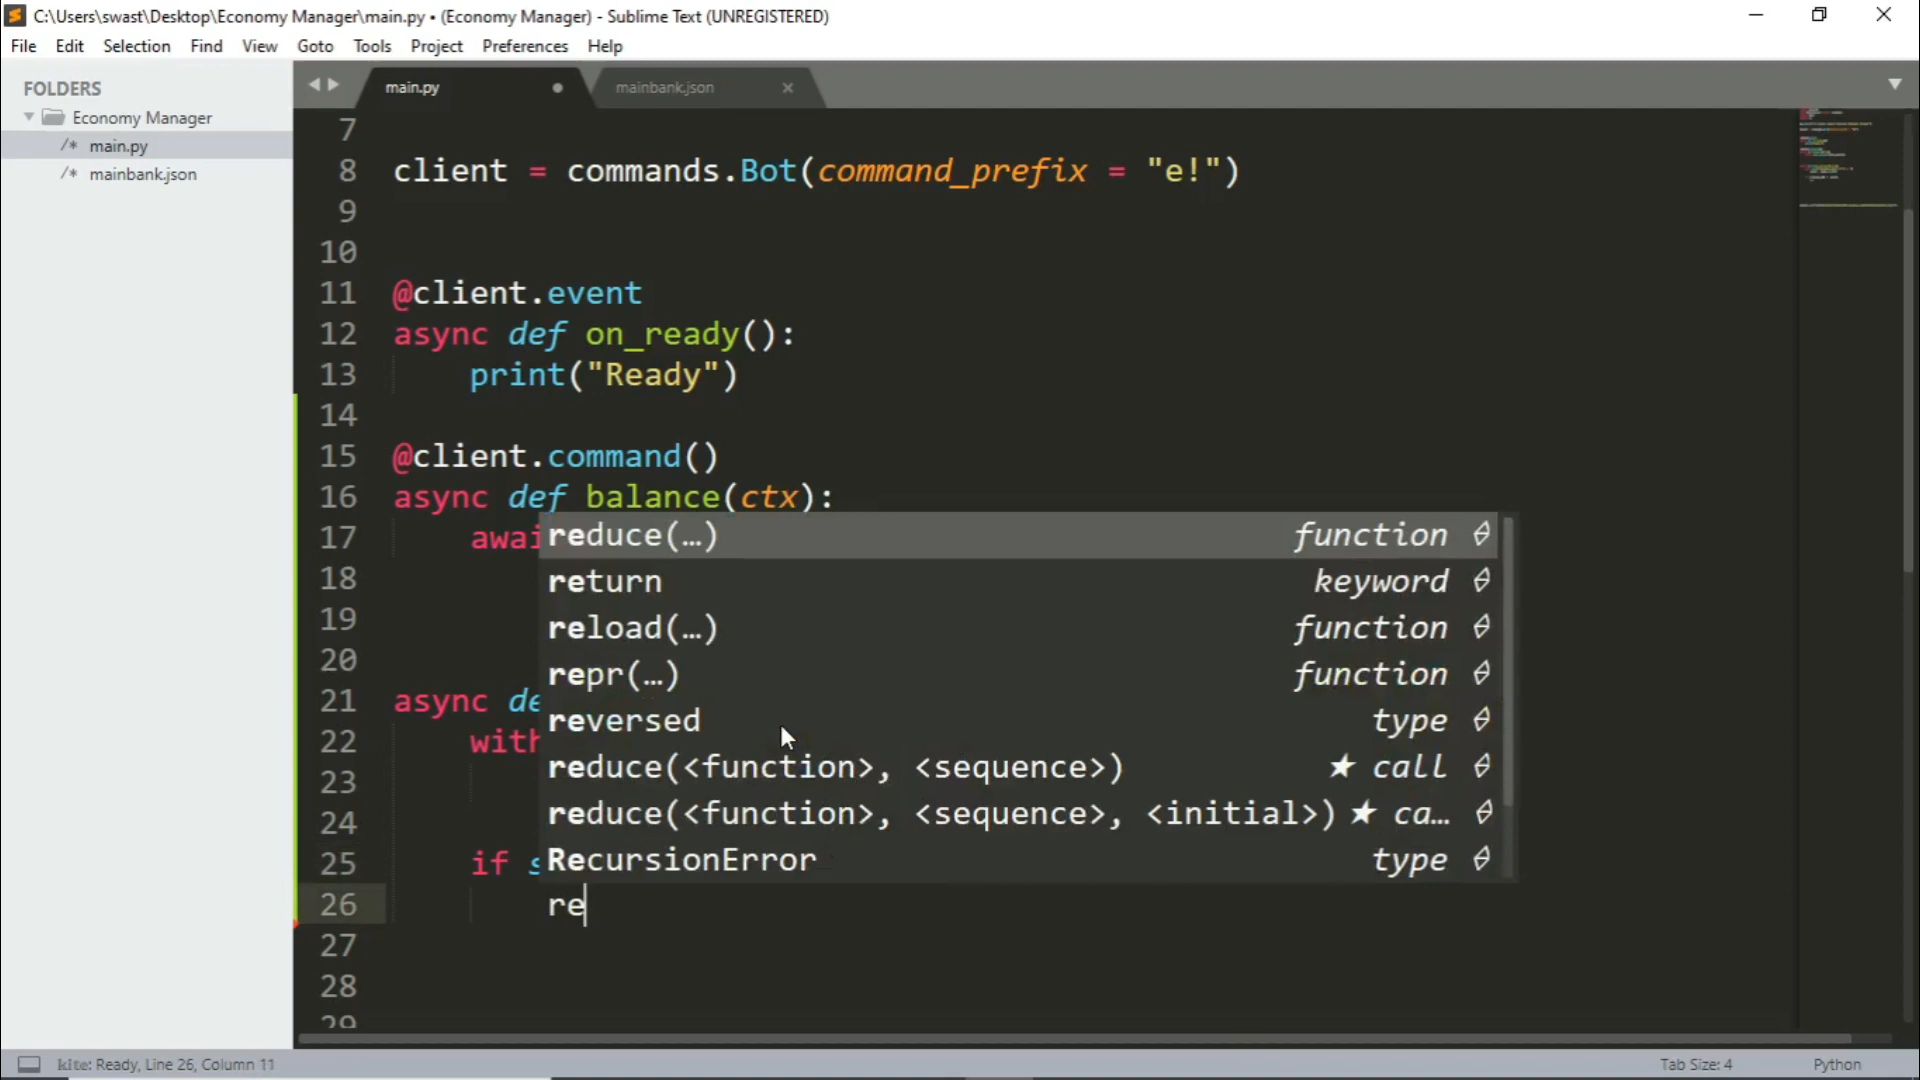 C:\Users\swast\Desktop\Economy Manager\main.py • (Economy Manager) - Sublime Text (UNREGISTERED)
File Edit Selection Find View Goto Tools Project Preferences Help
FOLDERS
Economy Manager
/* main.py
/* mainbank.json
main.py
mainbank.json
7
8 client = commands.Bot(command_prefix = "e!")
9
10
11 @client.event
12 async def on_ready():
13 print("Ready")
14
15 @client.command()
16 async def balance(ctx):
17 awai
18
19
20
21 async de
22 with
23
24
25 if s
26 re
27
28
29
reduce(…) function
return keyword
reload(…) function
repr(…) function
reversed type
reduce(<function>, <sequence>) ★ call
reduce(<function>, <sequence>, <initial>) ★ ca…
RecursionError type
kite: Ready, Line 26, Column 11
Tab Size: 4
Python